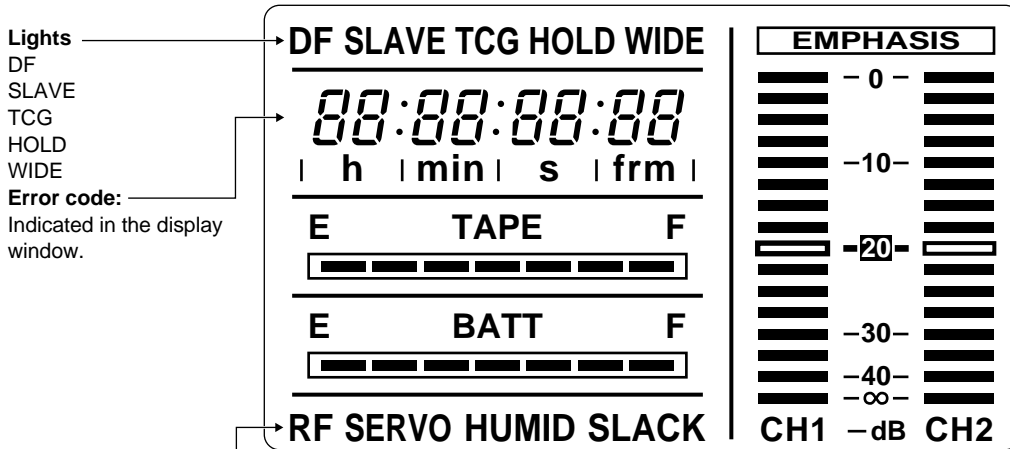 Lights
DF
SLAVE
TCG
HOLD
WIDE
Error code:
Indicated in the display
window.
DF SLAVE TCG HOLD WIDE
88:88:88:88
h min s frm
E TAPE F
E BATT F
RF SERVO HUMID SLACK
EMPHASIS
0
-10-
-20-
-30-
-40-
-∞-
CH1 -dB CH2